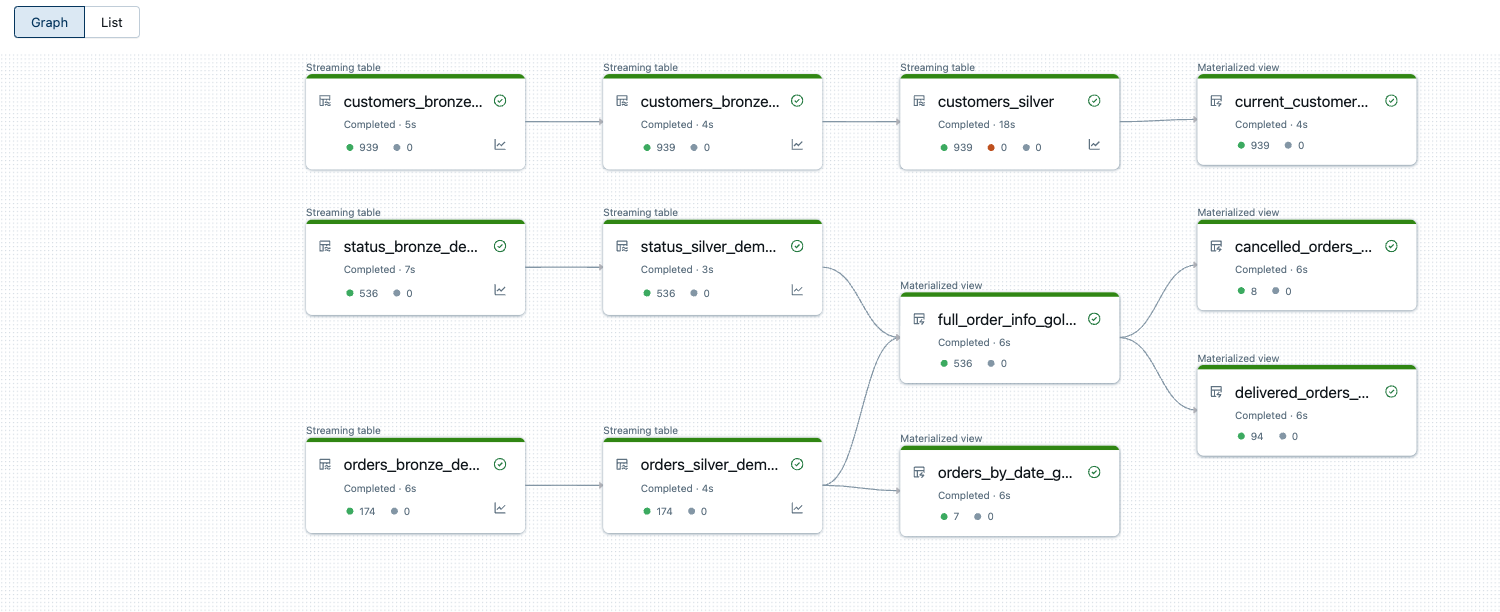 Graph List
Streaming table
customers_bronze...
Completed · 5s
939 0
Streaming table
customers_bronze...
Completed · 4s
939 0
Streaming table
customers_silver
Completed · 18s
939 0 0
Materialized view
current_customer...
Completed · 4s
939 0
Streaming table
status_bronze_de...
Completed · 7s
536 0
Streaming table
status_silver_dem...
Completed · 3s
536 0
Materialized view
cancelled_orders_...
Completed · 6s
8 0
Materialized view
full_order_info_gol...
Completed · 6s
536 0
Materialized view
delivered_orders_...
Completed · 6s
94 0
Streaming table
orders_bronze_de...
Completed · 6s
174 0
Streaming table
orders_silver_dem...
Completed · 4s
174 0
Materialized view
orders_by_date_g...
Completed · 6s
7 0